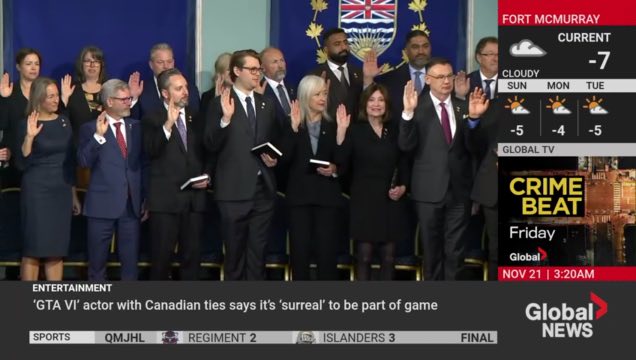 FORT MCMURRAY
CURRENT
-7
CLOUDY
SUN MON TUE
-5 -4 -5
GLOBAL TV
CRIME
BEAT
Friday
Global
NOV 21 | 3:20AM
ENTERTAINMENT
‘GTA VI’ actor with Canadian ties says it’s ‘surreal’ to be part of game
Global
NEWS
SPORTS QMJHL REGIMENT 2 ISLANDERS 3 FINAL